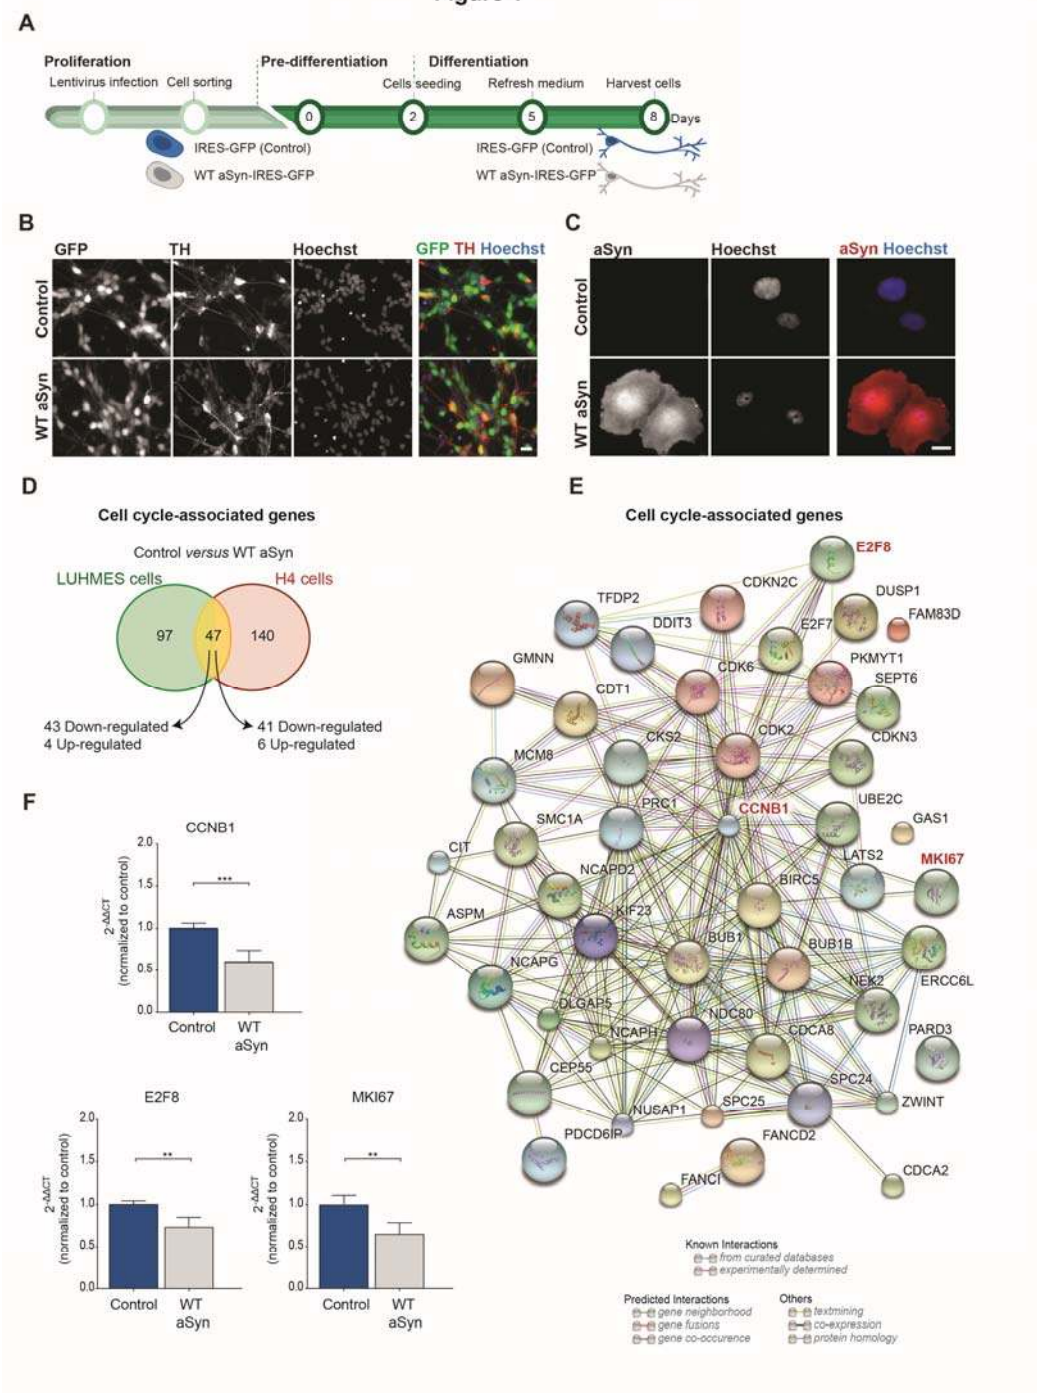 A
Proliferation
Pre-differentiation
Differentiation
Lentivirus infection
Cell sorting
Cells seeding
Refresh medium
Harvest cells
0
2
5
8
Days
IRES-GFP (Control)
WT aSyn-IRES-GFP
IRES-GFP (Control)
WT aSyn-IRES-GFP
B
GFP
TH
Hoechst
GFP TH Hoechst
Control
WT aSyn
C
aSyn
Hoechst
aSyn Hoechst
Control
WT aSyn
D
Cell cycle-associated genes
Control versus WT aSyn
LUHMES cells
H4 cells
97
47
140
43 Down-regulated
4 Up-regulated
41 Down-regulated
6 Up-regulated
E
Cell cycle-associated genes
E2F8
CDKN2C
DUSP1
TFDP2
FAM83D
DDIT3
E2F7
GMNN
CDK6
PKMYT1
SEPT6
CDT1
CDK2
CDKN3
CKS2
MCM8
PRC1
CCNB1
UBE2C
SMC1A
GAS1
CIT
LATS2
MKI67
NCAPD2
BIRC5
ASPM
KIF23
BUB1
BUB1B
NCAPG
NEK2
ERCC6L
DLGAP5
NDC80
NCAPH
CDCA8
PARD3
CEP55
SPC24
NUSAP1
SPC25
ZWINT
PDCD6IP
FANCD2
FANCI
CDCA2
Known Interactions
from curated databases
experimentally determined
Predicted Interactions
gene neighborhood
gene fusions
gene co-occurence
Others
textmining
co-expression
protein homology
F
CCNB1
2-ΔΔCT
(normalized to control)
2.0
1.5
1.0
0.5
0.0
***
Control
WT
aSyn
E2F8
2-ΔΔCT
(normalized to control)
2.0
1.5
1.0
0.5
0.0
**
Control
WT
aSyn
MKI67
2-ΔΔCT
(normalized to control)
2.0
1.5
1.0
0.5
0.0
**
Control
WT
aSyn